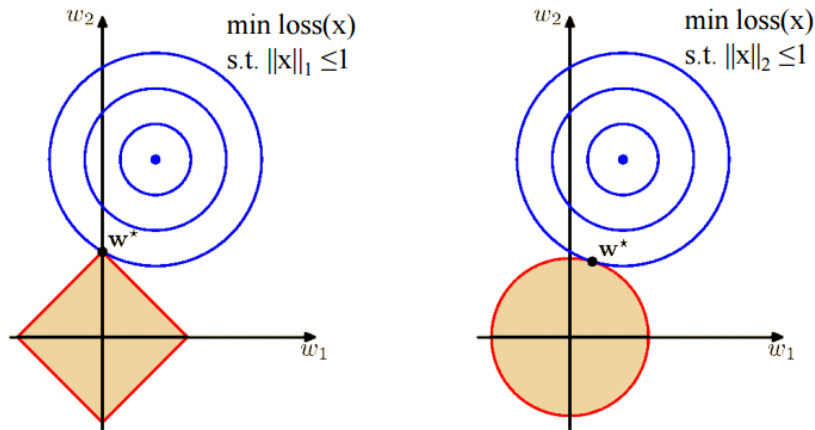 w₂
min loss(x)
s.t. ||x||₁ ≤1
w*
w₁
w₂
min loss(x)
s.t. ||x||₂ ≤1
w*
w₁